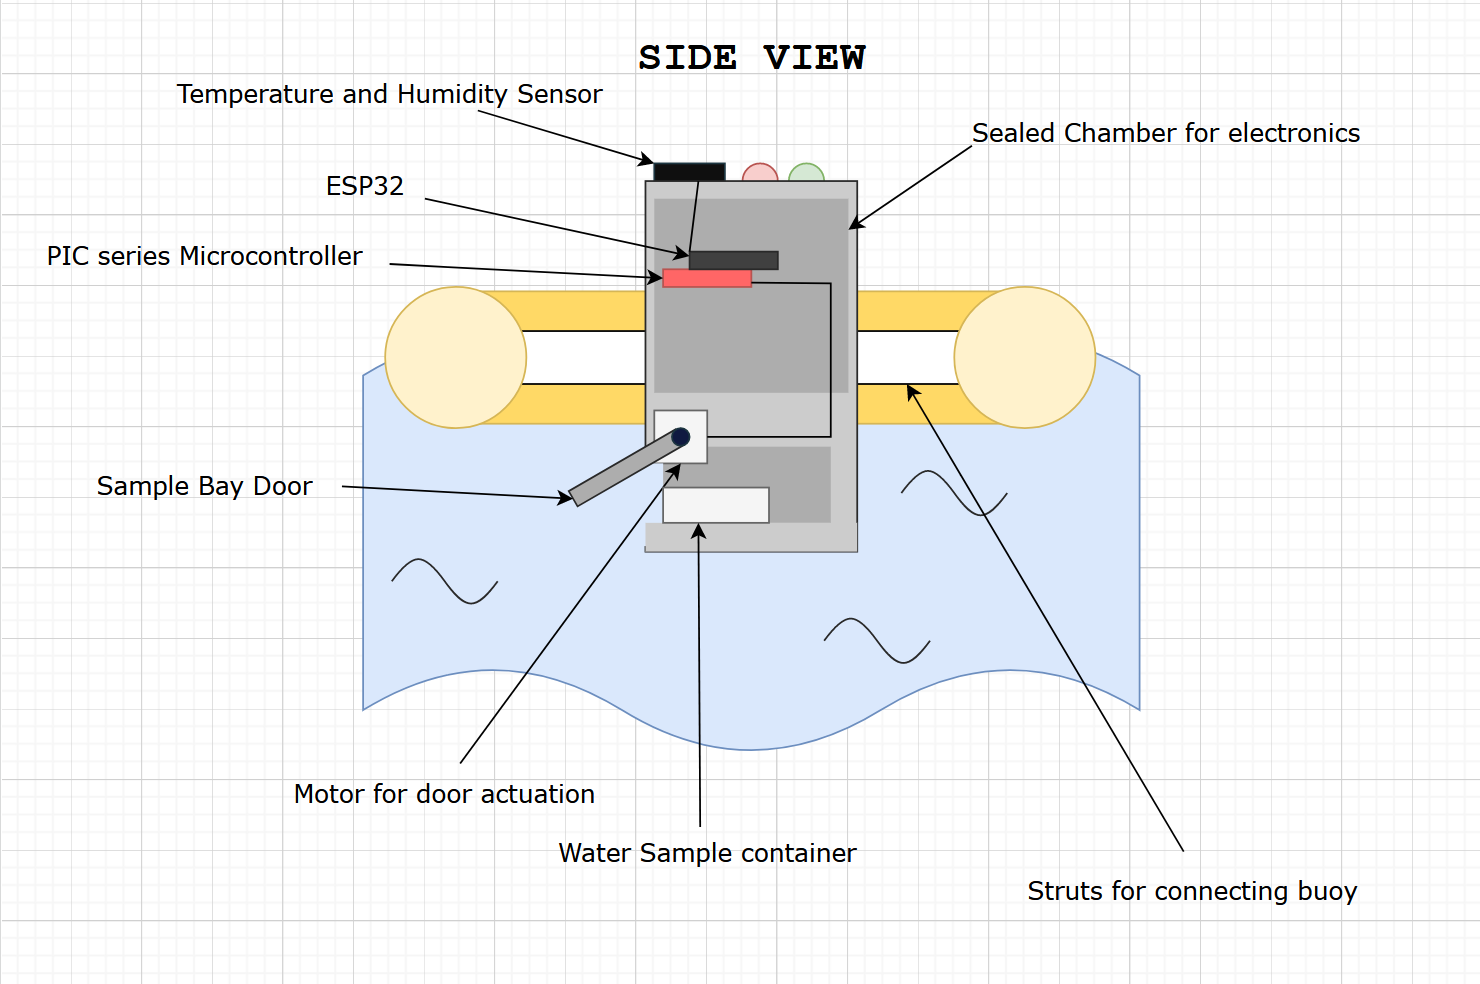 SIDE VIEW
Temperature and Humidity Sensor
Sealed Chamber for electronics
ESP32
PIC series Microcontroller
Sample Bay Door
Motor for door actuation
Water Sample container
Struts for connecting buoy